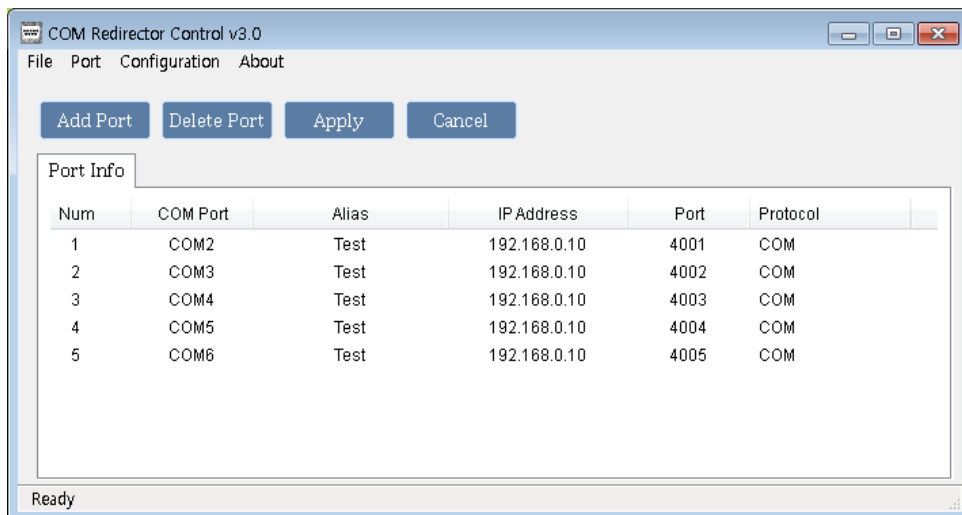 COM Redirector Control v3.0
File Port Configuration About
Add Port Delete Port Apply Cancel
Port Info
Num COM Port Alias IP Address Port Protocol
1 COM2 Test 192.168.0.10 4001 COM
2 COM3 Test 192.168.0.10 4002 COM
3 COM4 Test 192.168.0.10 4003 COM
4 COM5 Test 192.168.0.10 4004 COM
5 COM6 Test 192.168.0.10 4005 COM
Ready